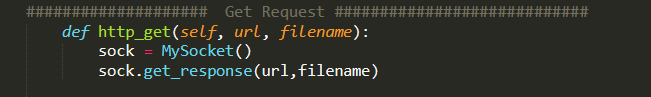 ####################  Get Request ############################
def http_get(self, url, filename):
sock = MySocket()
sock.get_response(url,filename)